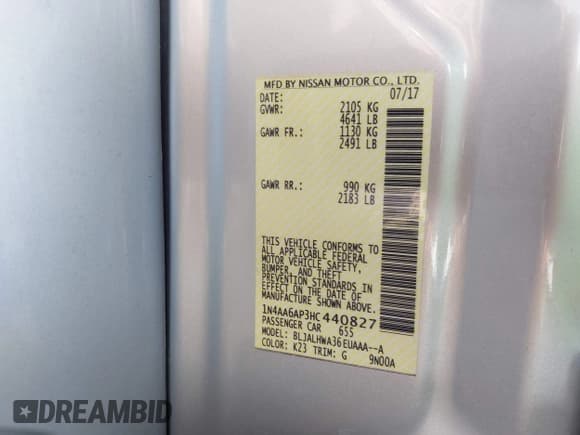 MFD BY NISSAN MOTOR CO., LTD.
DATE: 07/17
GVWR: 2105 KG
4641 LB
GAWR FR.: 1130 KG
2491 LB
GAWR RR.: 990 KG
2183 LB
THIS VEHICLE CONFORMS TO
ALL APPLICABLE FEDERAL
MOTOR VEHICLE SAFETY,
BUMPER, AND THEFT
PREVENTION STANDARDS IN
EFFECT ON THE DATE OF
MANUFACTURE SHOWN ABOVE.
1N4AA6AP3HC440827
PASSENGER CAR 655
MODEL: BLJALHWA36EUAAA--A
COLOR: K23 TRIM: G 9N00A
DREAMBID